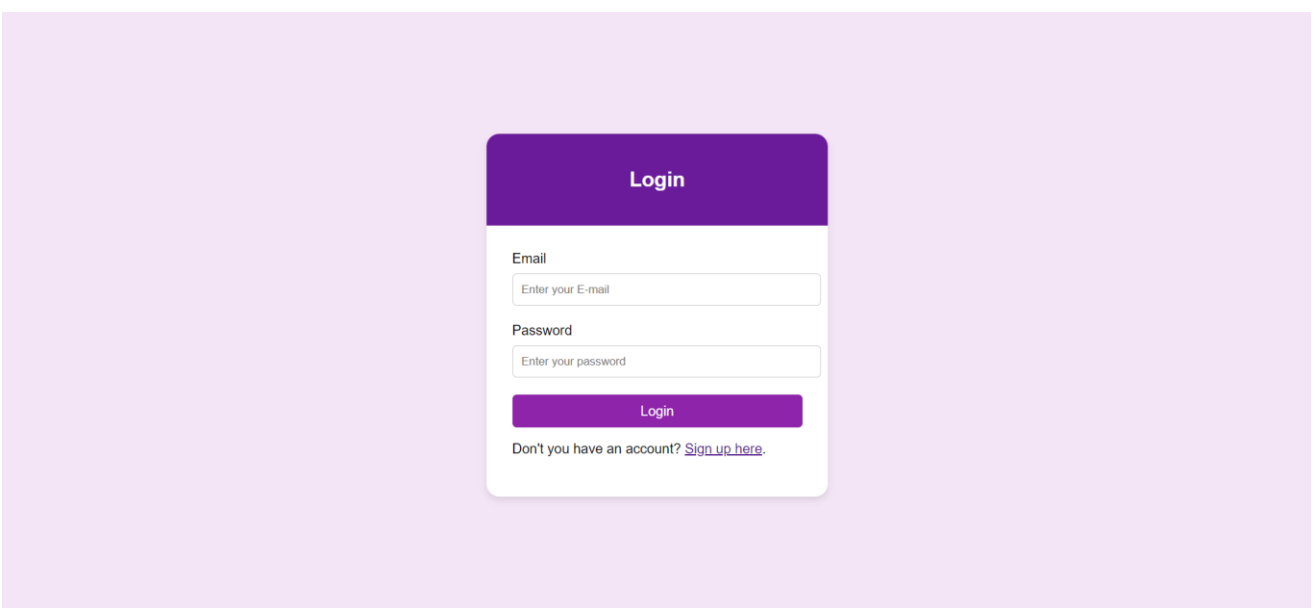 Login
Email
Enter your E-mail
Password
Enter your password
Login
Don't you have an account? Sign up here.